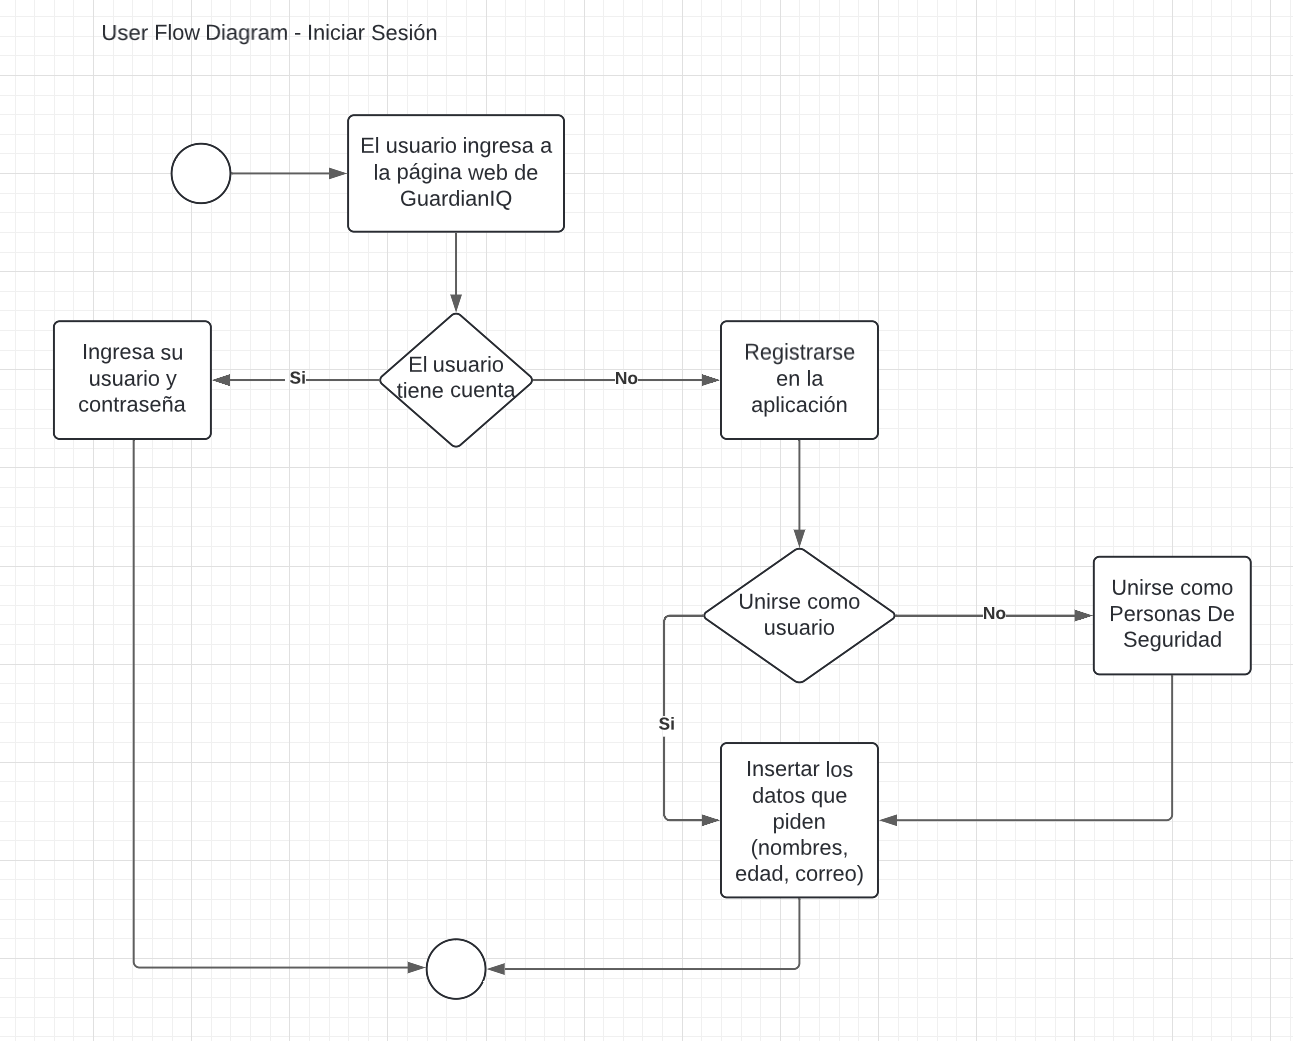 User Flow Diagram - Iniciar Sesión
El usuario ingresa a
la página web de
GuardianIQ
Ingresa su
usuario y
contraseña
Si
El usuario
tiene cuenta
No
Registrarse
en la
aplicación
Unirse como
usuario
No
Unirse como
Personas De
Seguridad
Si
Insertar los
datos que
piden
(nombres,
edad, correo)